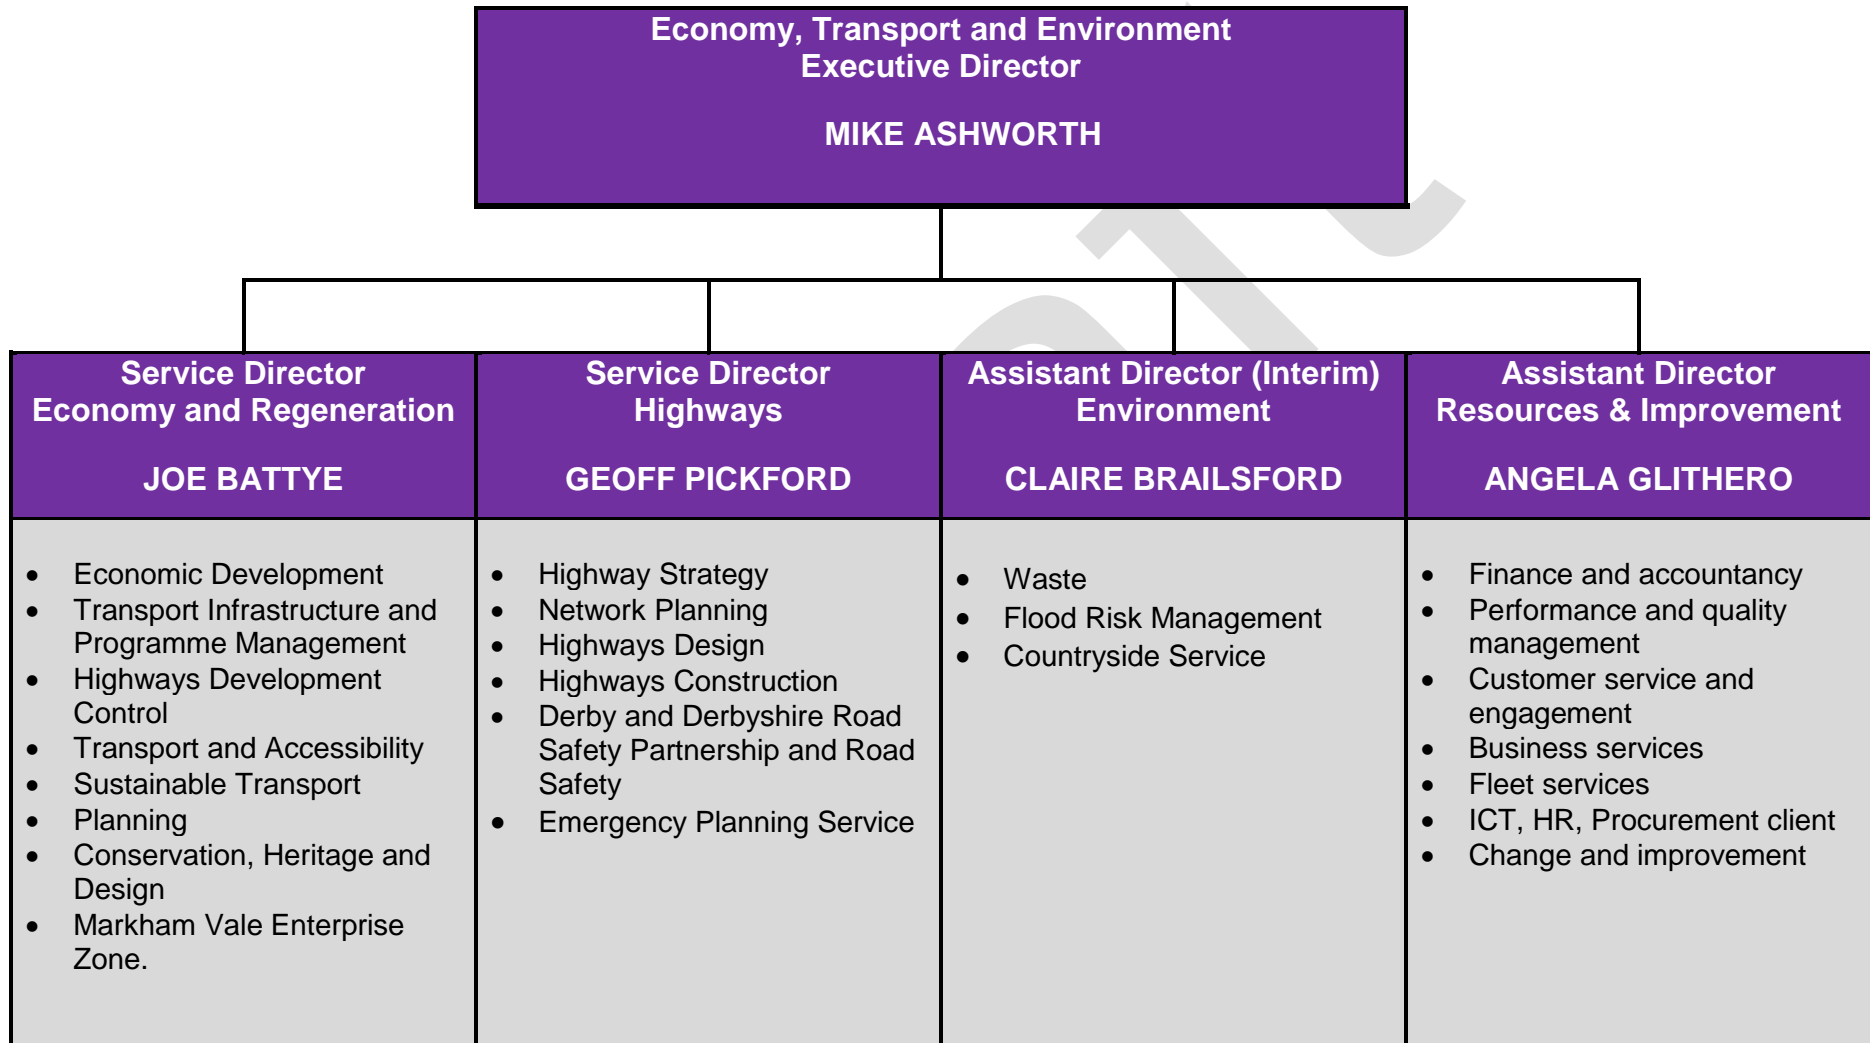 Economy, Transport and Environment
Executive Director
MIKE ASHWORTH
Service Director
Economy and Regeneration
JOE BATTYE
Service Director
Highways
GEOFF PICKFORD
Assistant Director (Interim)
Environment
CLAIRE BRAILSFORD
Assistant Director
Resources & Improvement
ANGELA GLITHERO
• Economic Development
• Transport Infrastructure and
Programme Management
• Highways Development
Control
• Transport and Accessibility
• Sustainable Transport
• Planning
• Conservation, Heritage and
Design
• Markham Vale Enterprise
Zone.
• Highway Strategy
• Network Planning
• Highways Design
• Highways Construction
• Derby and Derbyshire Road
Safety Partnership and Road
Safety
• Emergency Planning Service
• Waste
• Flood Risk Management
• Countryside Service
• Finance and accountancy
• Performance and quality
management
• Customer service and
engagement
• Business services
• Fleet services
• ICT, HR, Procurement client
• Change and improvement